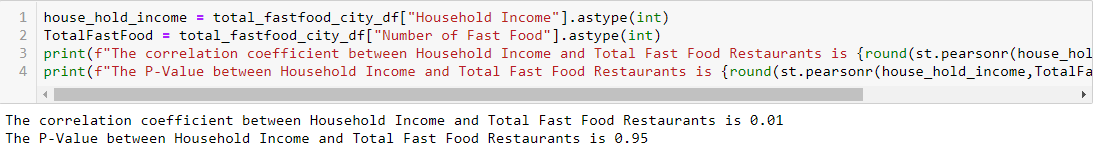 1 house_hold_income = total_fastfood_city_df["Household Income"].astype(int)
2 TotalFastFood = total_fastfood_city_df["Number of Fast Food"].astype(int)
3 print(f"The correlation coefficient between Household Income and Total Fast Food Restaurants is {round(st.pearsonr(house_hol
4 print(f"The P-Value between Household Income and Total Fast Food Restaurants is {round(st.pearsonr(house_hold_income,TotalFa
The correlation coefficient between Household Income and Total Fast Food Restaurants is 0.01
The P-Value between Household Income and Total Fast Food Restaurants is 0.95